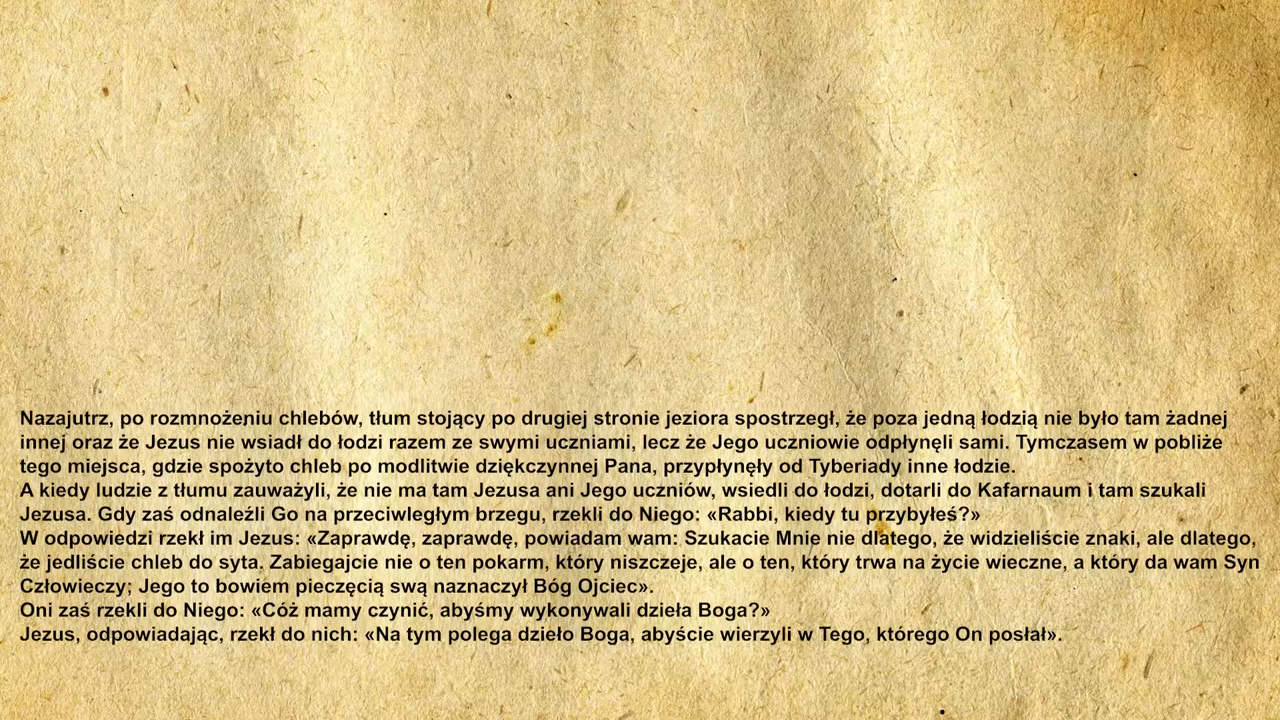 Nazajutrz, po rozmnożeniu chlebów, tłum stojący po drugiej stronie jeziora spostrzegł, że poza jedną łodzią nie było tam żadnej
innej oraz że Jezus nie wsiadł do łodzi razem ze swymi uczniami, lecz że Jego uczniowie odpłynęli sami. Tymczasem w pobliże
tego miejsca, gdzie spożyto chleb po modlitwie dziękczynnej Pana, przypłynęły od Tyberiady inne łodzie.
A kiedy ludzie z tłumu zauważyli, że nie ma tam Jezusa ani Jego uczniów, wsiedli do łodzi, dotarli do Kafarnaum i tam szukali
Jezusa. Gdy zaś odnaleźli Go na przeciwległym brzegu, rzekli do Niego: «Rabbi, kiedy tu przybyłeś?»
W odpowiedzi rzekł im Jezus: «Zaprawdę, zaprawdę, powiadam wam: Szukacie Mnie nie dlatego, że widzieliście znaki, ale dlatego,
że jedliście chleb do syta. Zabiegajcie nie o ten pokarm, który niszczeje, ale o ten, który trwa na życie wieczne, a który da wam Syn
Człowieczy; Jego to bowiem pieczęcią swą naznaczył Bóg Ojciec».
Oni zaś rzekli do Niego: «Cóż mamy czynić, abyśmy wykonywali dzieła Boga?»
Jezus, odpowiadając, rzekł do nich: «Na tym polega dzieło Boga, abyście wierzyli w Tego, którego On posłał».